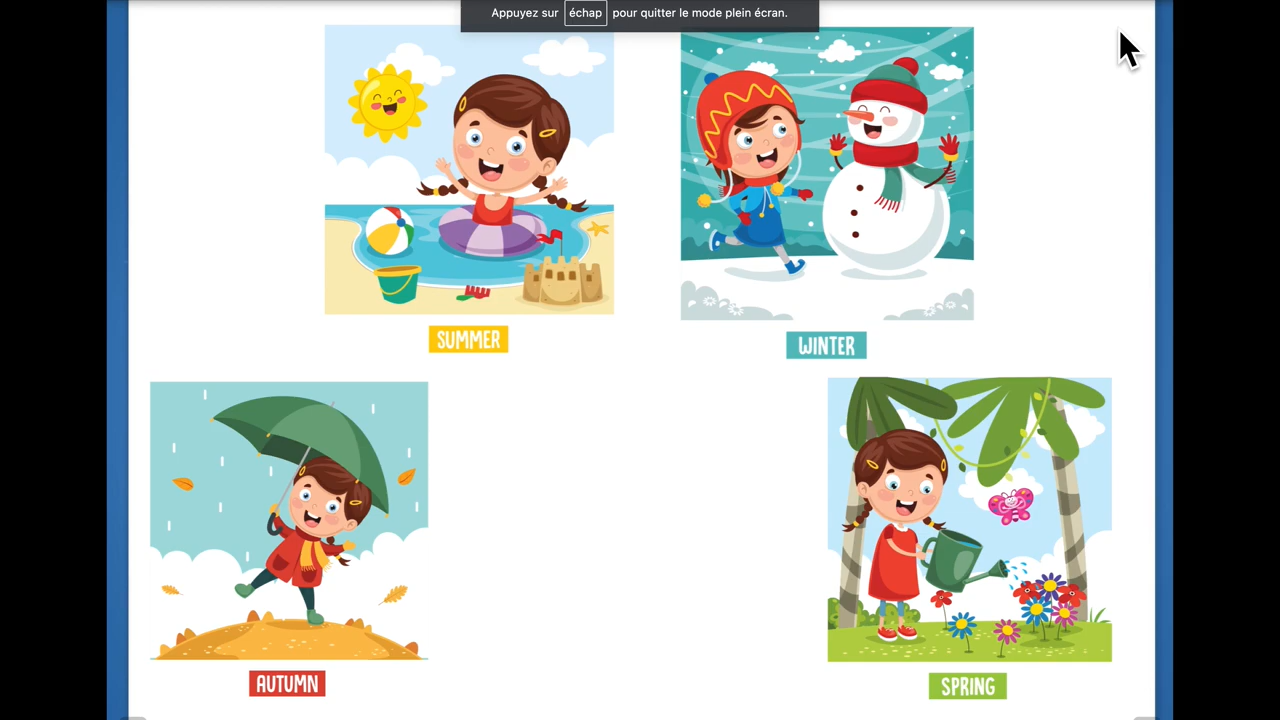 Appuyez sur échap pour quitter le mode plein écran.
SUMMER
WINTER
AUTUMN
SPRING